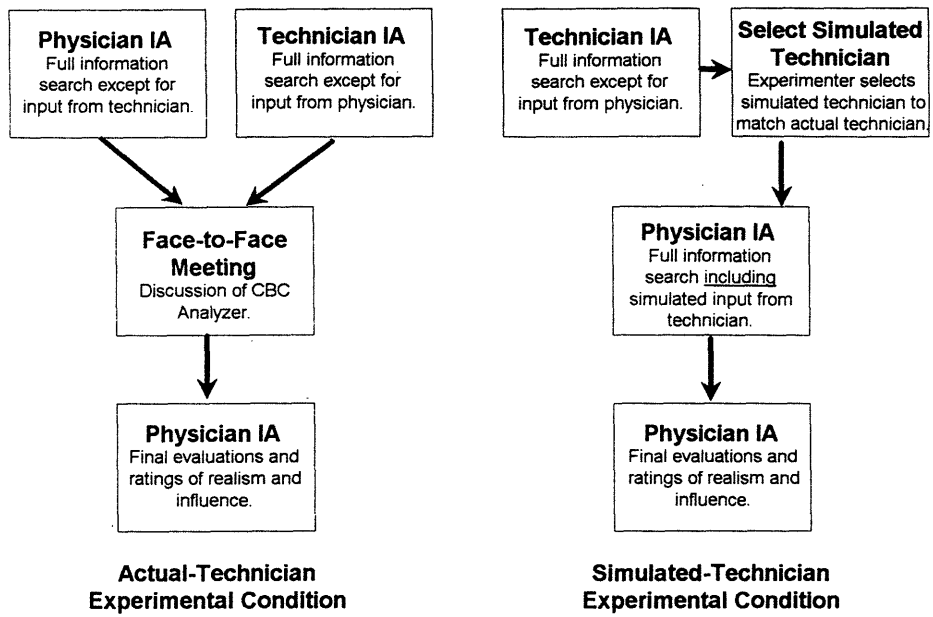 Physician IA
Full information
search except for
input from technician.
Technician IA
Full information
search except for
input from physician.
Face-to-Face
Meeting
Discussion of CBC
Analyzer.
Physician IA
Final evaluations and
ratings of realism and
influence.
Actual-Technician
Experimental Condition
Technician IA
Full information
search except for
input from physician.
Select Simulated
Technician
Experimenter selects
simulated technician to
match actual technician.
Physician IA
Full information
search including
simulated input from
technician.
Physician IA
Final evaluations and
ratings of realism and
influence.
Simulated-Technician
Experimental Condition